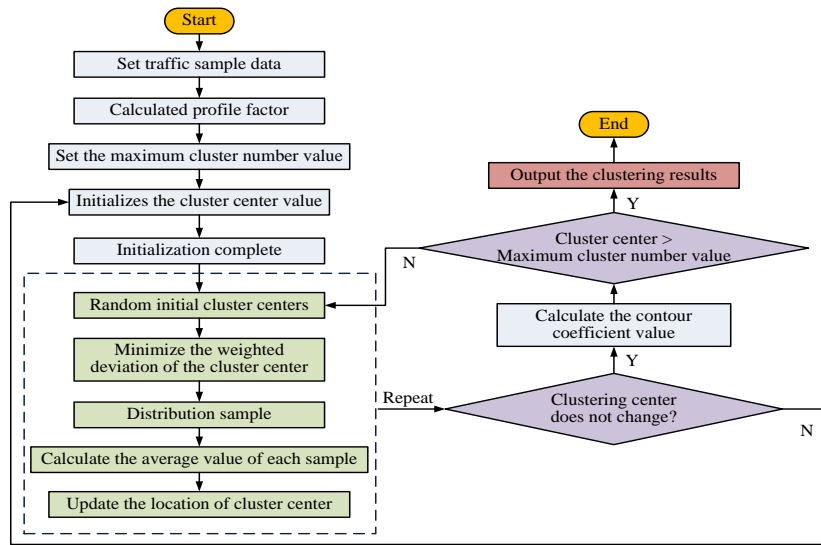 Start
Set traffic sample data
Calculated profile factor
Set the maximum cluster number value
Initializes the cluster center value
Initialization complete
Random initial cluster centers
Minimize the weighted
deviation of the cluster center
Distribution sample
Calculate the average value of each sample
Update the location of cluster center
Repeat
Clustering center
does not change?
N
Y
Calculate the contour
coefficient value
Cluster center >
Maximum cluster number value
N
Y
Output the clustering results
End